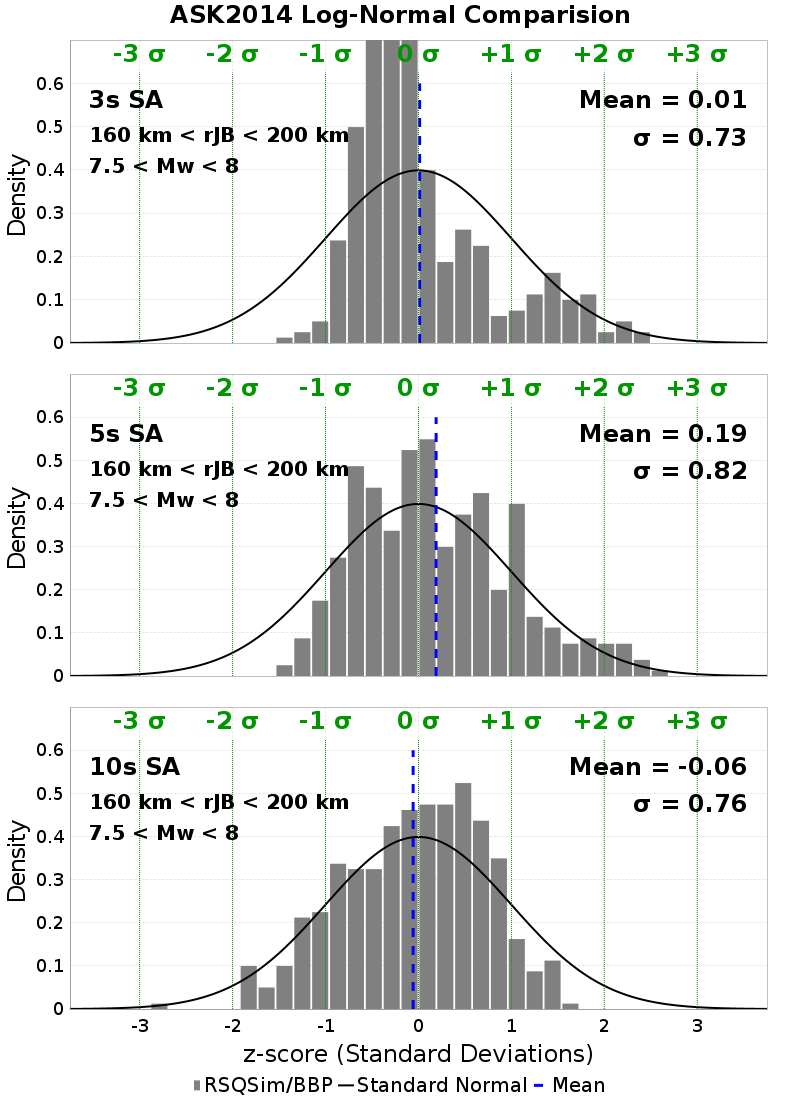 ASK2014 Log-Normal Comparision
-3 σ -2 σ -1 σ 0 σ +1 σ +2 σ +3 σ
0.6
3s SA Mean = 0.01
0.5
160 km < rJB < 200 km σ = 0.73
7.5 < Mw < 8
0.4
Density
0.3
0.2
0.1
0
-3 σ -2 σ -1 σ 0 σ +1 σ +2 σ +3 σ
0.6
5s SA Mean = 0.19
0.5
160 km < rJB < 200 km σ = 0.82
7.5 < Mw < 8
0.4
Density
0.3
0.2
0.1
0
-3 σ -2 σ -1 σ 0 σ +1 σ +2 σ +3 σ
0.6
10s SA Mean = -0.06
0.5
160 km < rJB < 200 km σ = 0.76
7.5 < Mw < 8
0.4
Density
0.3
0.2
0.1
0
-3 -2 -1 0 1 2 3
z-score (Standard Deviations)
RSQSim/BBP Standard Normal Mean